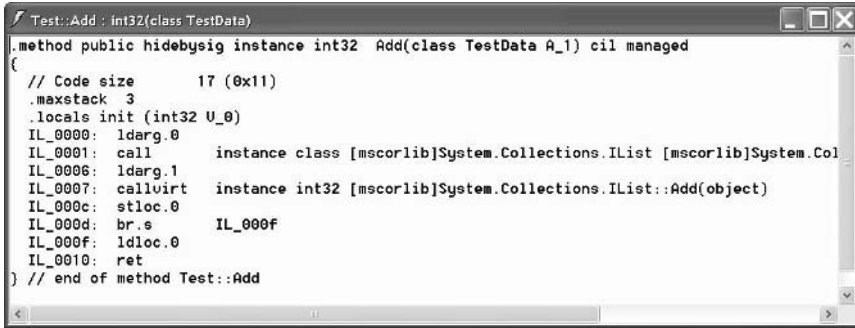 Test::Add : int32(class TestData)
.method public hidebysig instance int32  Add(class TestData A_1) cil managed
{
  // Code size       17 (0x11)
  .maxstack  3
  .locals init (int32 V_0)
  IL_0000:  ldarg.0
  IL_0001:  call       instance class [mscorlib]System.Collections.IList [mscorlib]System.Col
  IL_0006:  ldarg.1
  IL_0007:  callvirt   instance int32 [mscorlib]System.Collections.IList::Add(object)
  IL_000c:  stloc.0
  IL_000d:  br.s       IL_000f
  IL_000f:  ldloc.0
  IL_0010:  ret
} // end of method Test::Add